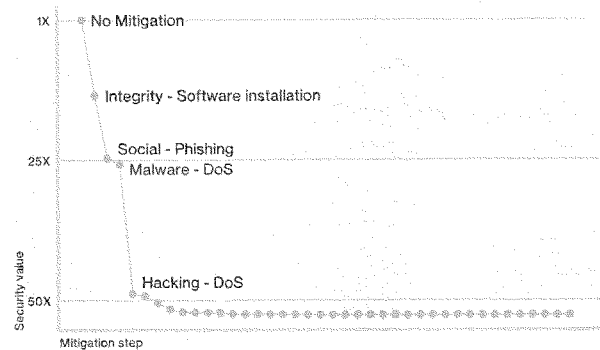 1X
No Mitigation
Integrity - Software installation
Social - Phishing
25X
Malware - DoS
Hacking - DoS
Security value
50X
Mitigation step